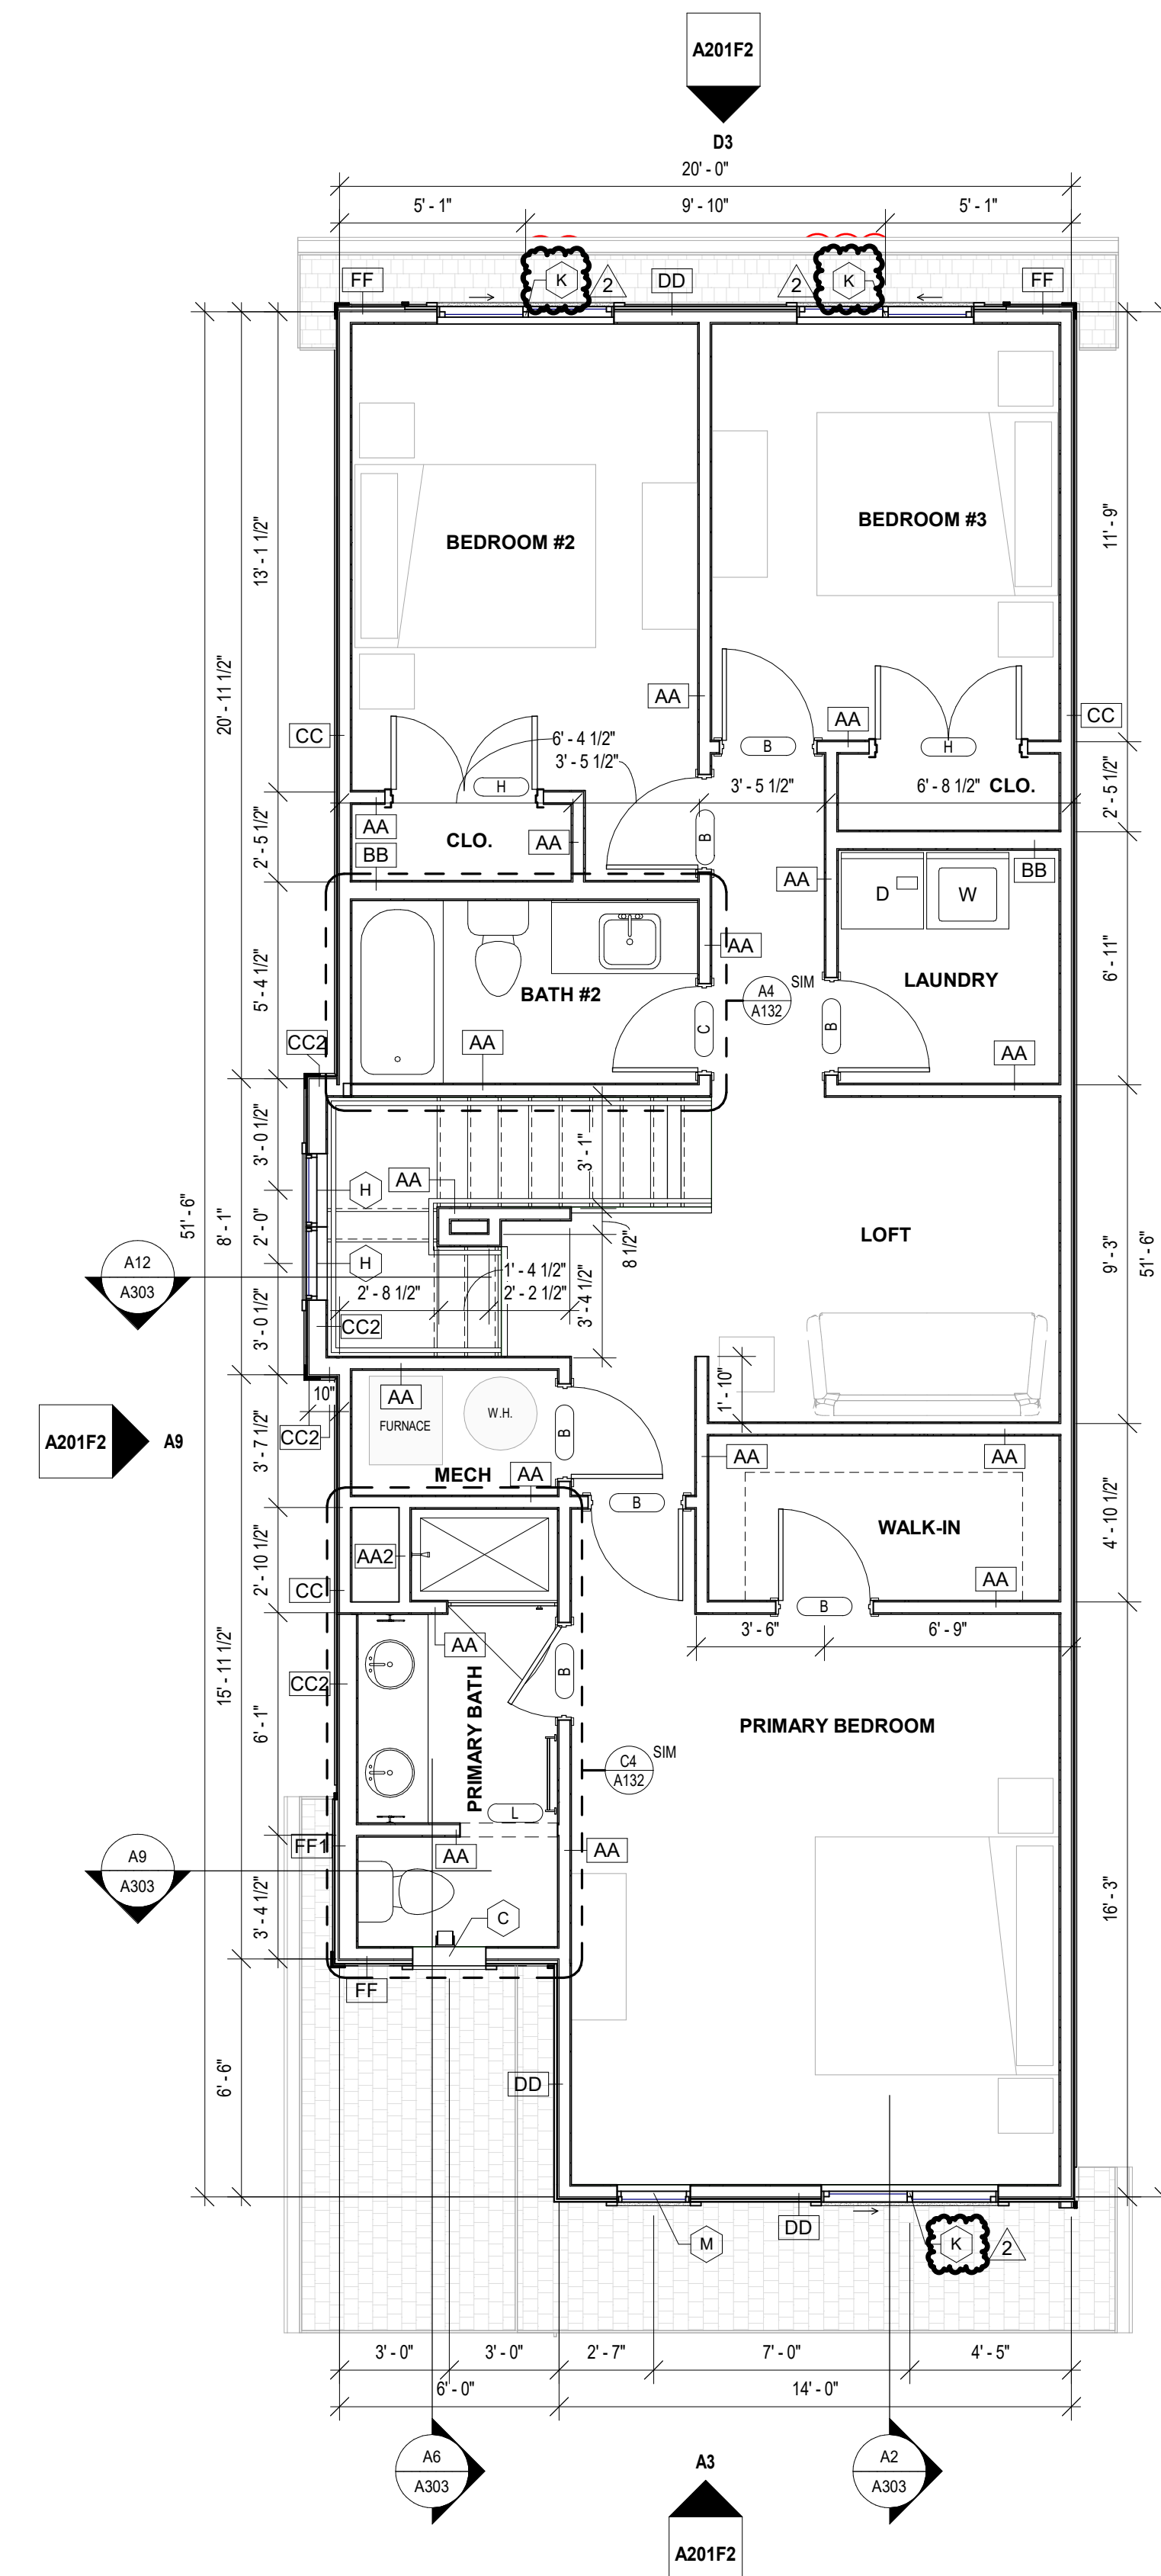 A201F2
D3
20' - 0"
5' - 1"
9' - 10"
5' - 1"
FF
K
2
DD
2
K
FF
BEDROOM #2
BEDROOM #3
13' - 1 1/2"
11' - 9"
20' - 11 1/2"
AA
CC
AA
CC
6' - 4 1/2"
3' - 5 1/2"
B
H
H
3' - 5 1/2"
6' - 8 1/2"
CLO.
2' - 5 1/2"
AA
BB
CLO.
AA
B
2' - 5 1/2"
AA
BB
D
W
AA
BATH #2
A4
A132
SIM
LAUNDRY
6' - 11"
5' - 4 1/2"
CC2
AA
C
B
AA
3' - 0 1/2"
3' - 1"
AA
H
2' - 0"
51' - 6"
8' - 1"
8 1/2"
LOFT
9' - 3"
51' - 6"
A12
A303
H
1' - 4 1/2"
2' - 8 1/2"
2' - 2 1/2"
3' - 4 1/2"
3' - 0 1/2"
CC2
10"
AA
FURNACE
W.H.
B
1' - 10"
A201F2
A9
CC2
3' - 7 1/2"
MECH
AA
AA
AA
B
WALK-IN
4' - 10 1/2"
2' - 10 1/2"
AA2
CC
AA
B
3' - 6"
6' - 9"
AA
15' - 11 1/2"
CC2
6' - 1"
PRIMARY BATH
B
PRIMARY BEDROOM
C4
A132
SIM
L
FF1
AA
AA
A9
A303
3' - 4 1/2"
16' - 3"
C
FF
DD
6' - 6"
DD
M
K
2
3' - 0"
3' - 0"
2' - 7"
7' - 0"
4' - 5"
6' - 0"
14' - 0"
A6
A303
A3
A2
A303
A201F2